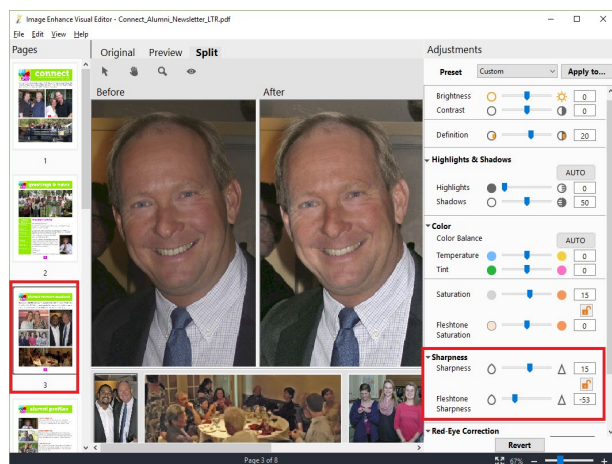 Image Enhance Visual Editor - Connect_Alumni_Newsletter_LTR.pdf
File Edit View Help
Pages
Original Preview Split
Adjustments
Preset Custom Apply to...
Before After
connect
1
greetings & news
2
3
alumni profiles
Brightness 0
Contrast 0
Definition 20
Highlights & Shadows
AUTO
Highlights 0
Shadows 50
Color
Color Balance AUTO
Temperature 0
Tint 0
Saturation 15
Fleshtone
Saturation 0
Sharpness
Sharpness 15
Fleshtone
Sharpness -53
Red-Eye Correction
Revert
Page 3 of 8
67%